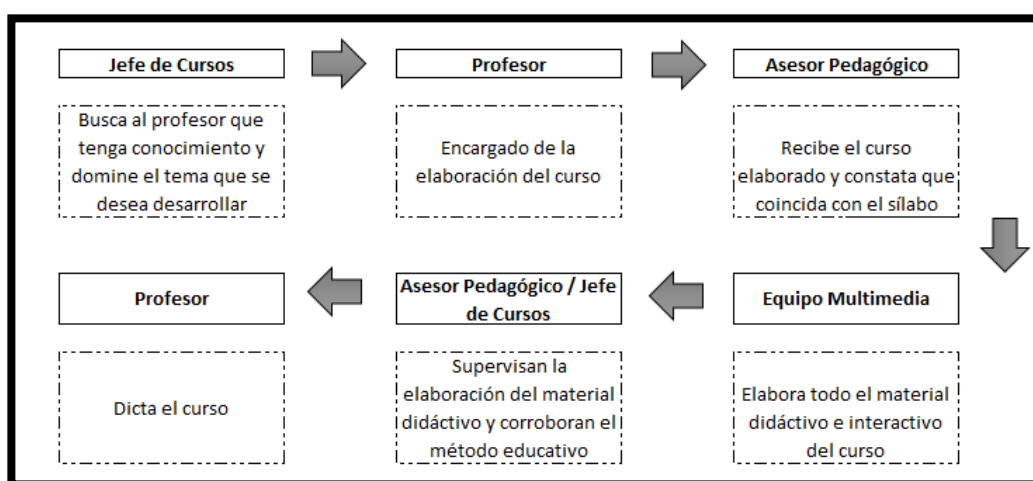 Jefe de Cursos
Busca al profesor que
tenga conocimiento y
domine el tema que se
desea desarrollar
Profesor
Encargado de la
elaboración del curso
Asesor Pedagógico
Recibe el curso
elaborado y constata que
coincida con el sílabo
Equipo Multimedia
Elabora todo el material
didáctivo e interactivo
del curso
Asesor Pedagógico / Jefe
de Cursos
Supervisan la
elaboración del material
didáctivo y corroboran el
método educativo
Profesor
Dicta el curso